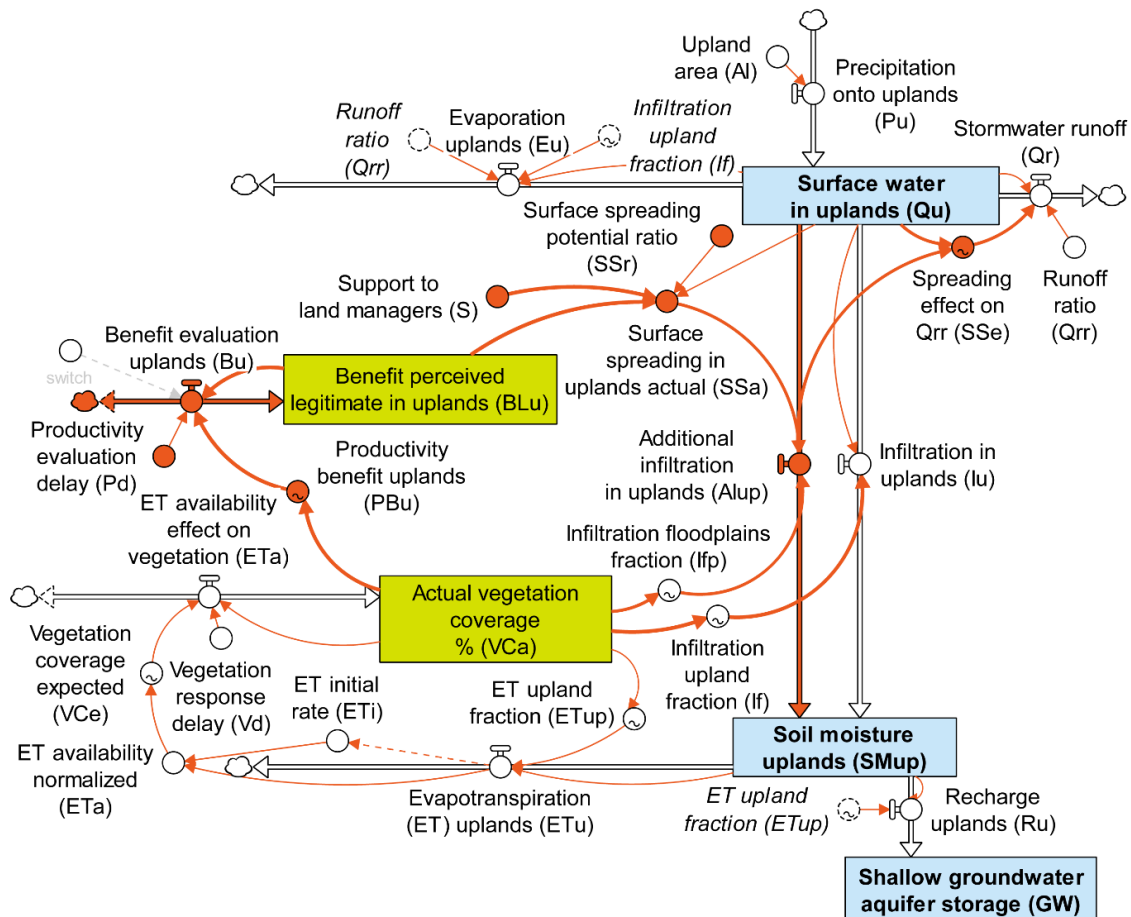 Upland
area (Al)
Precipitation
onto uplands
(Pu)
Runoff
ratio
(Qrr)
Evaporation
uplands (Eu)
Infiltration
upland
fraction (If)
Stormwater runoff
(Qr)
Surface water
in uplands (Qu)
Surface spreading
potential ratio
(SSr)
Support to
land managers (S)
Spreading
effect on
Qrr (SSe)
Runoff
ratio
(Qrr)
Surface
spreading in
uplands actual (SSa)
Benefit evaluation
uplands (Bu)
switch
Benefit perceived
legitimate in uplands (BLu)
Productivity
evaluation
delay (Pd)
Productivity
benefit uplands
(PBu)
Additional
infiltration
in uplands (Alup)
Infiltration in
uplands (Iu)
ET availability
effect on
vegetation (ETa)
Infiltration floodplains
fraction (Ifp)
Actual vegetation
coverage
% (VCa)
Vegetation
coverage
expected
(VCe)
Vegetation
response
delay (Vd)
ET initial
rate (ETi)
ET upland
fraction (ETup)
Infiltration
upland
fraction (If)
ET availability
normalized
(ETa)
Evapotranspiration
(ET) uplands (ETu)
Soil moisture
uplands (SMup)
ET upland
fraction (ETup)
Recharge
uplands (Ru)
Shallow groundwater
aquifer storage (GW)